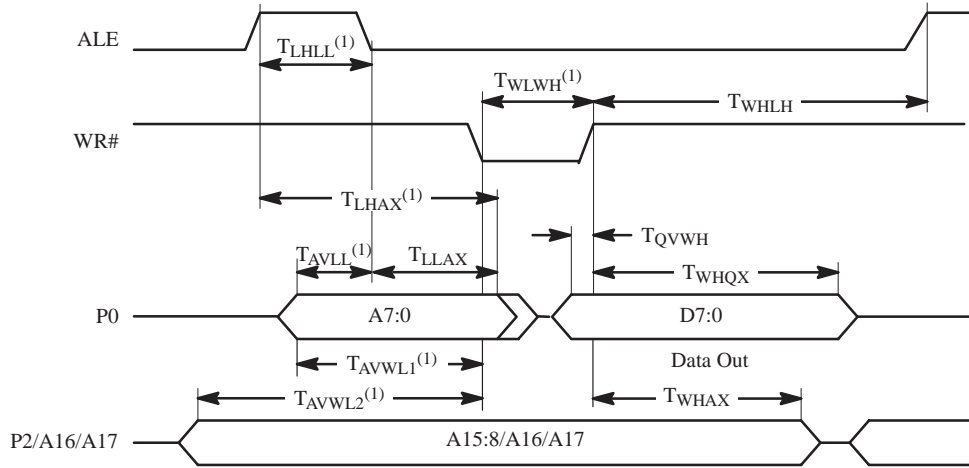 ALE
TLHLL(1)
TWLWH(1)
TWHLH
WR#
TLHAX(1)
TQVWH
TAVLL(1)
TLLAX
TWHQX
P0
A7:0
D7:0
TAVWL1(1)
Data Out
TAVWL2(1)
TWHAX
P2/A16/A17
A15:8/A16/A17